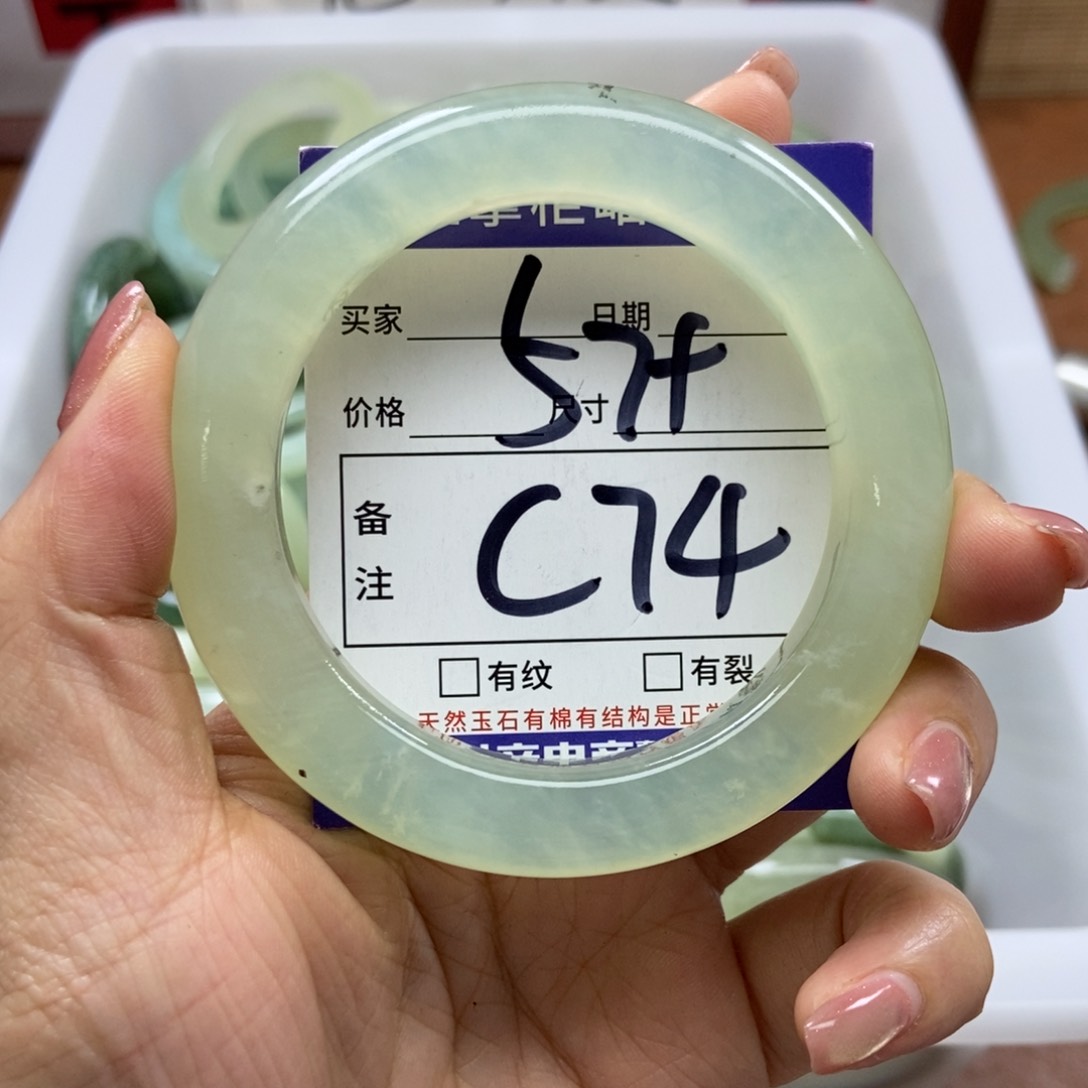 买家 日期
57+
价格 尺寸
备注
C74
□有纹 □有裂
天然玉石有棉有结构是正